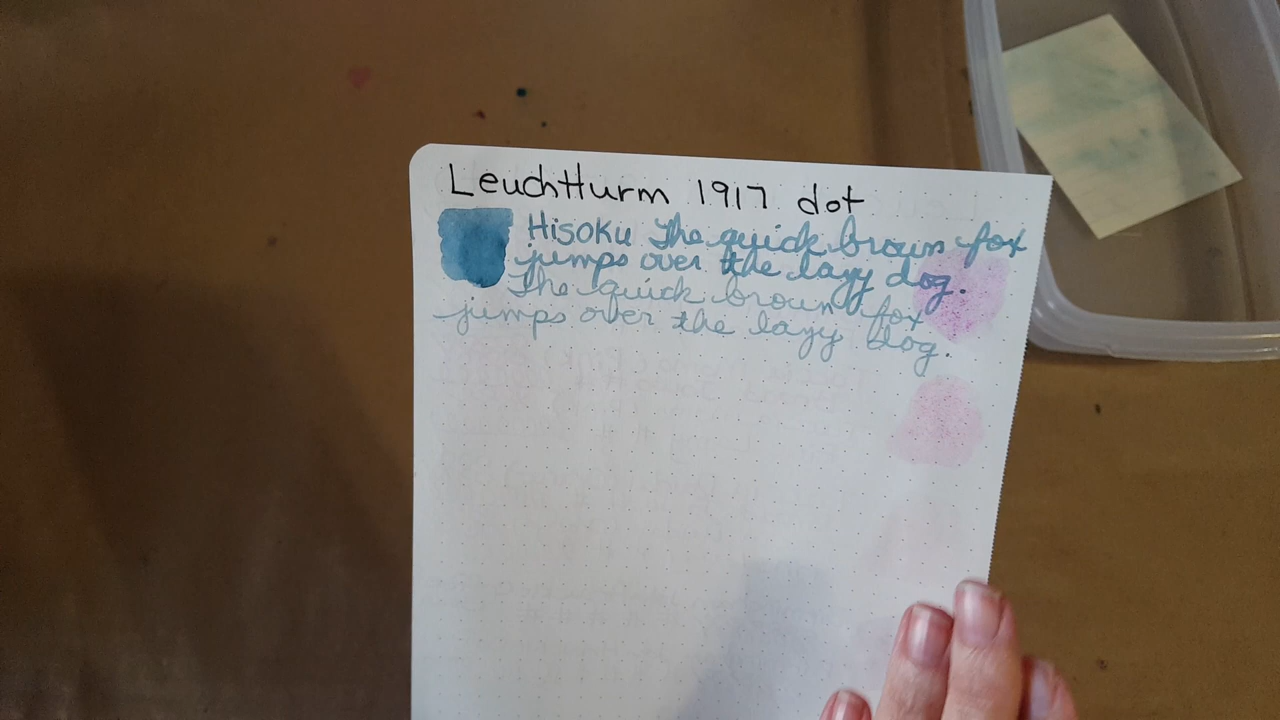 Leuchtturm 1917 dot
Hisoku The quick brown fox
jumps over the lazy dog.
The quick brown fox
jumps over the lazy dog.